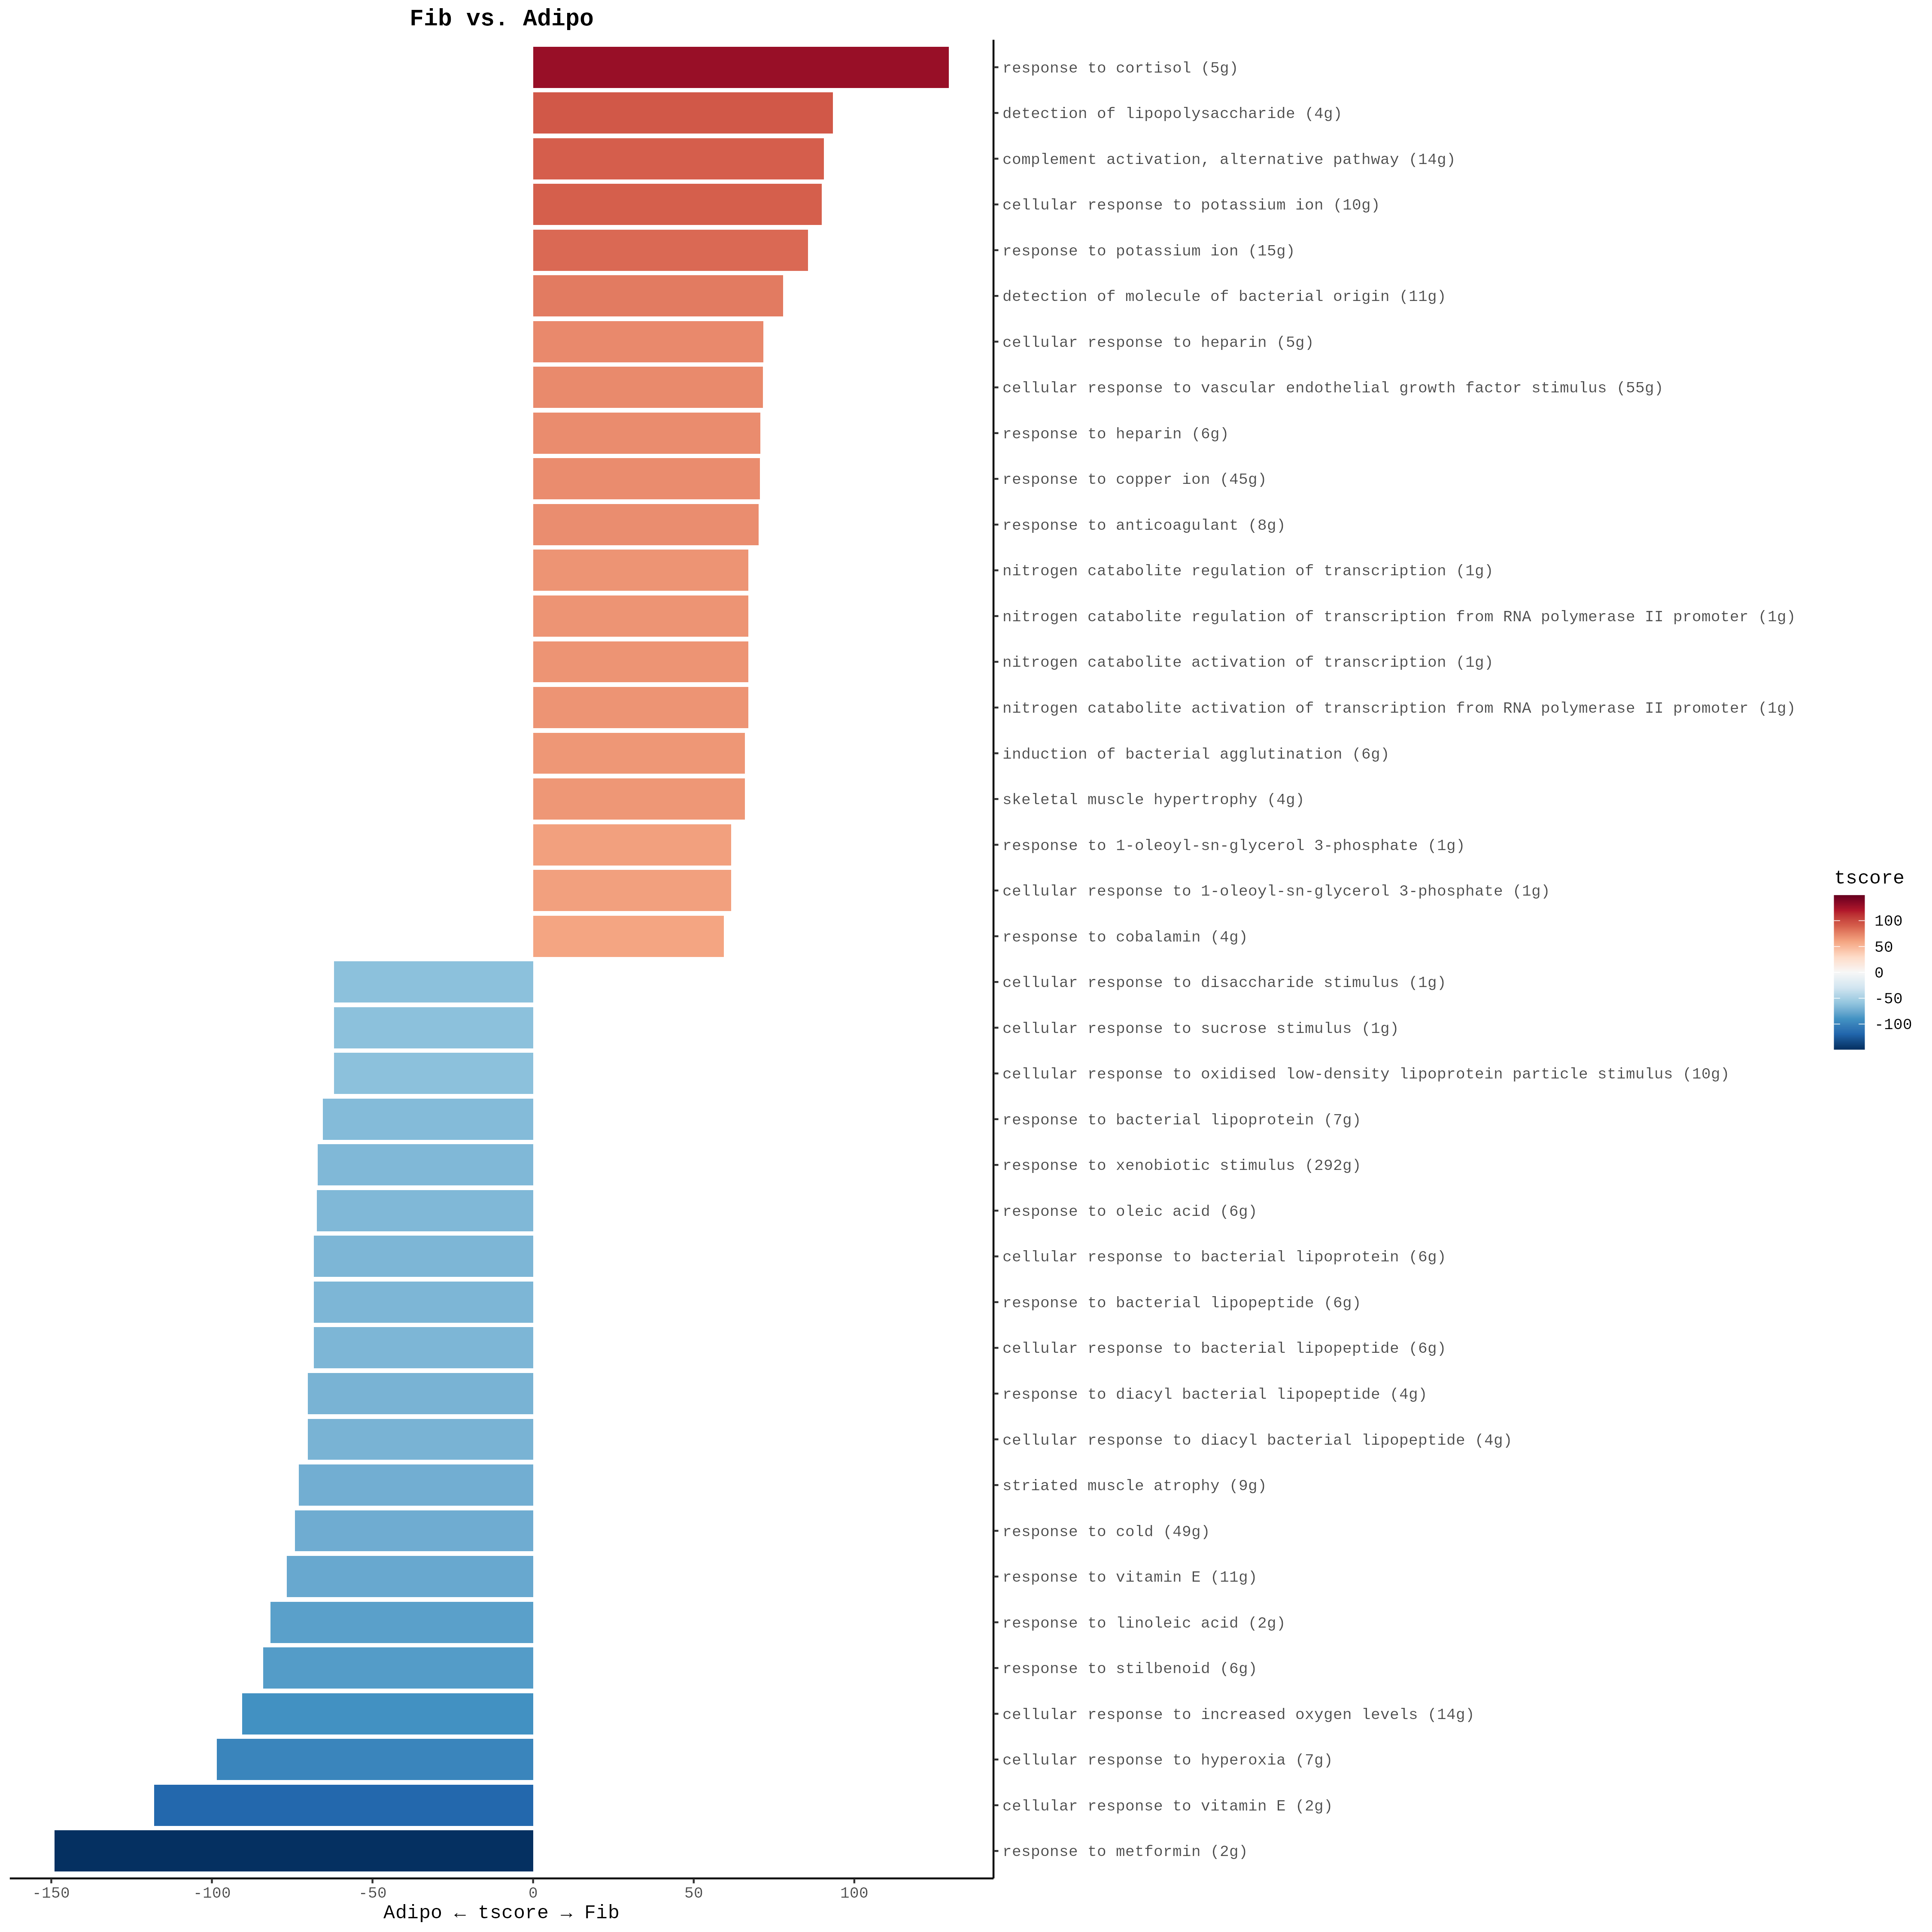 Fib vs. Adipo
response to cortisol (5g)
detection of lipopolysaccharide (4g)
complement activation, alternative pathway (14g)
cellular response to potassium ion (10g)
response to potassium ion (15g)
detection of molecule of bacterial origin (11g)
cellular response to heparin (5g)
cellular response to vascular endothelial growth factor stimulus (55g)
response to heparin (6g)
response to copper ion (45g)
response to anticoagulant (8g)
nitrogen catabolite regulation of transcription (1g)
nitrogen catabolite regulation of transcription from RNA polymerase II promoter (1g)
nitrogen catabolite activation of transcription (1g)
nitrogen catabolite activation of transcription from RNA polymerase II promoter (1g)
induction of bacterial agglutination (6g)
skeletal muscle hypertrophy (4g)
response to 1-oleoyl-sn-glycerol 3-phosphate (1g)
cellular response to 1-oleoyl-sn-glycerol 3-phosphate (1g)
response to cobalamin (4g)
cellular response to disaccharide stimulus (1g)
cellular response to sucrose stimulus (1g)
cellular response to oxidised low-density lipoprotein particle stimulus (10g)
response to bacterial lipoprotein (7g)
response to xenobiotic stimulus (292g)
response to oleic acid (6g)
cellular response to bacterial lipoprotein (6g)
response to bacterial lipopeptide (6g)
cellular response to bacterial lipopeptide (6g)
response to diacyl bacterial lipopeptide (4g)
cellular response to diacyl bacterial lipopeptide (4g)
striated muscle atrophy (9g)
response to cold (49g)
response to vitamin E (11g)
response to linoleic acid (2g)
response to stilbenoid (6g)
cellular response to increased oxygen levels (14g)
cellular response to hyperoxia (7g)
cellular response to vitamin E (2g)
response to metformin (2g)
-150 -100 -50 0 50 100
Adipo ← tscore → Fib
tscore
100
50
0
-50
-100